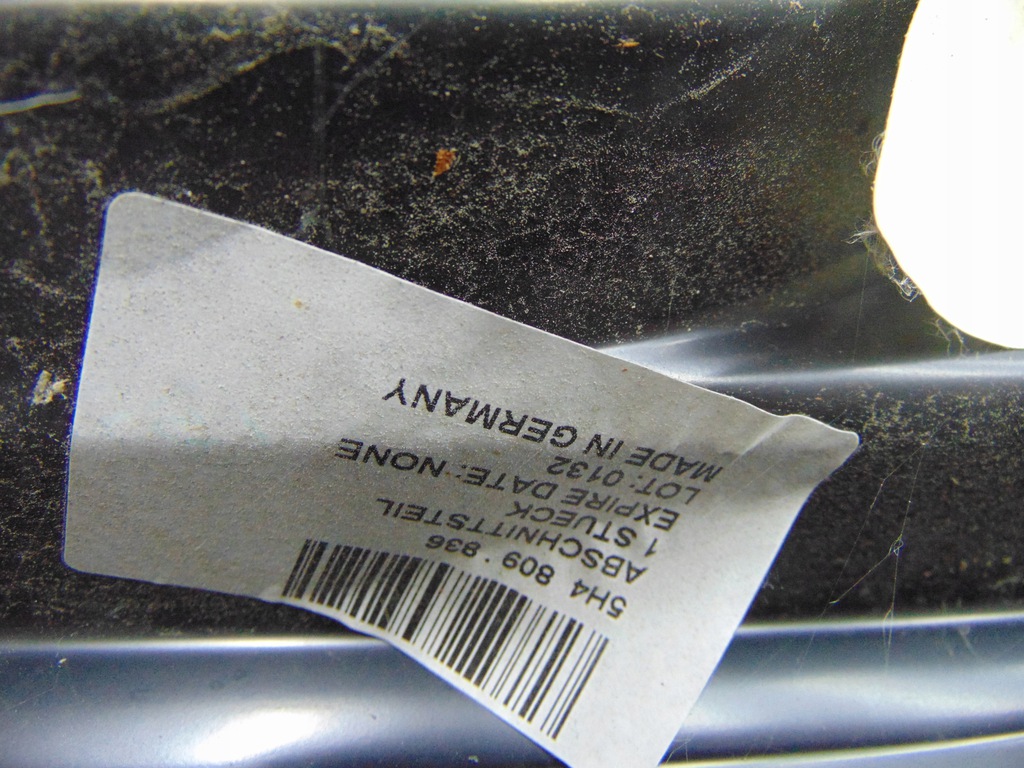 5H4 809 836
ABSCHNITTSTEIL
1 STUECK
EXPIRE DATE: NONE
LOT: 0132
MADE IN GERMANY